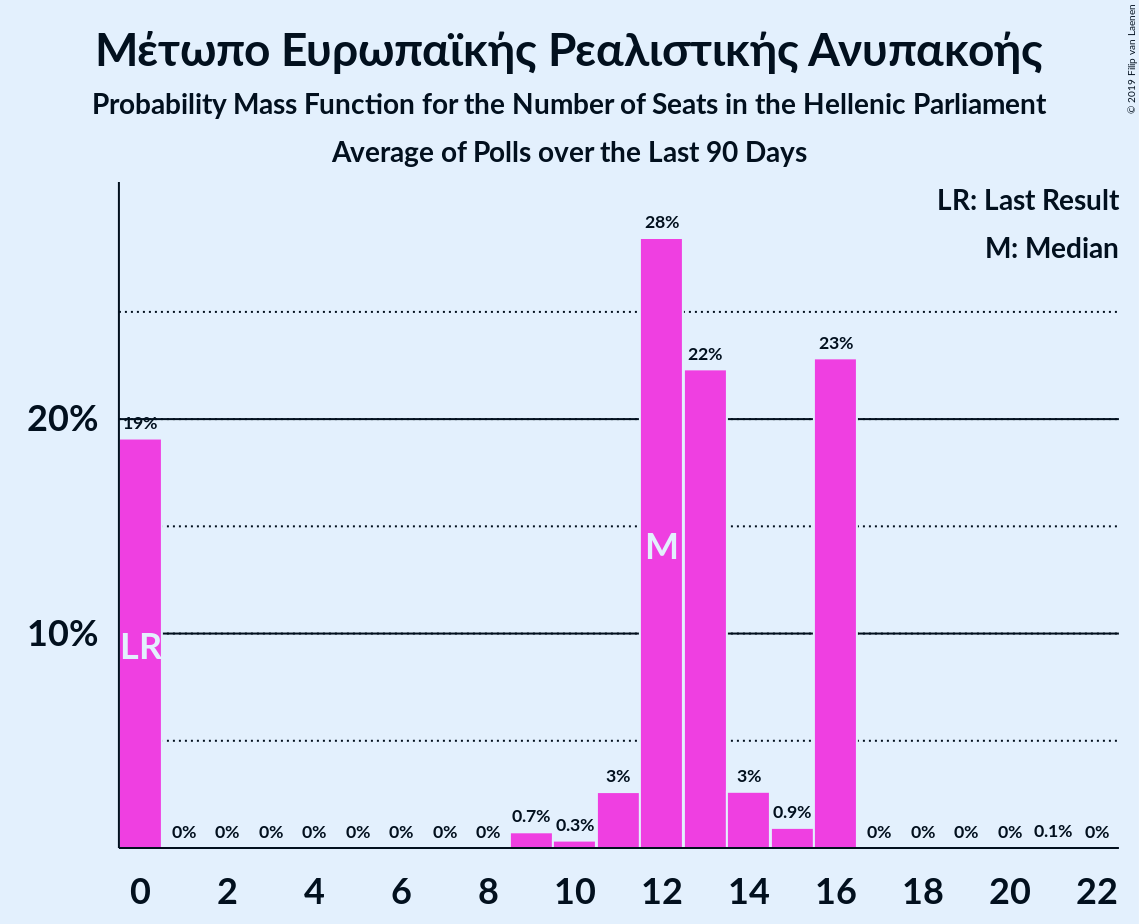 Μέτωπο Ευρωπαϊκής Ρεαλιστικής Ανυπακοής
Probability Mass Function for the Number of Seats in the Hellenic Parliament
Average of Polls over the Last 90 Days
© 2019 Filip van Laenen
LR: Last Result
M: Median
28%
23%
22%
20%
19%
M
10%
LR
3%
3%
0.7%
0.3%
0.9%
0%
0%
0%
0%
0%
0%
0%
0%
0%
0%
0%
0%
0.1%
0%
0 2 4 6 8 10 12 14 16 18 20 22